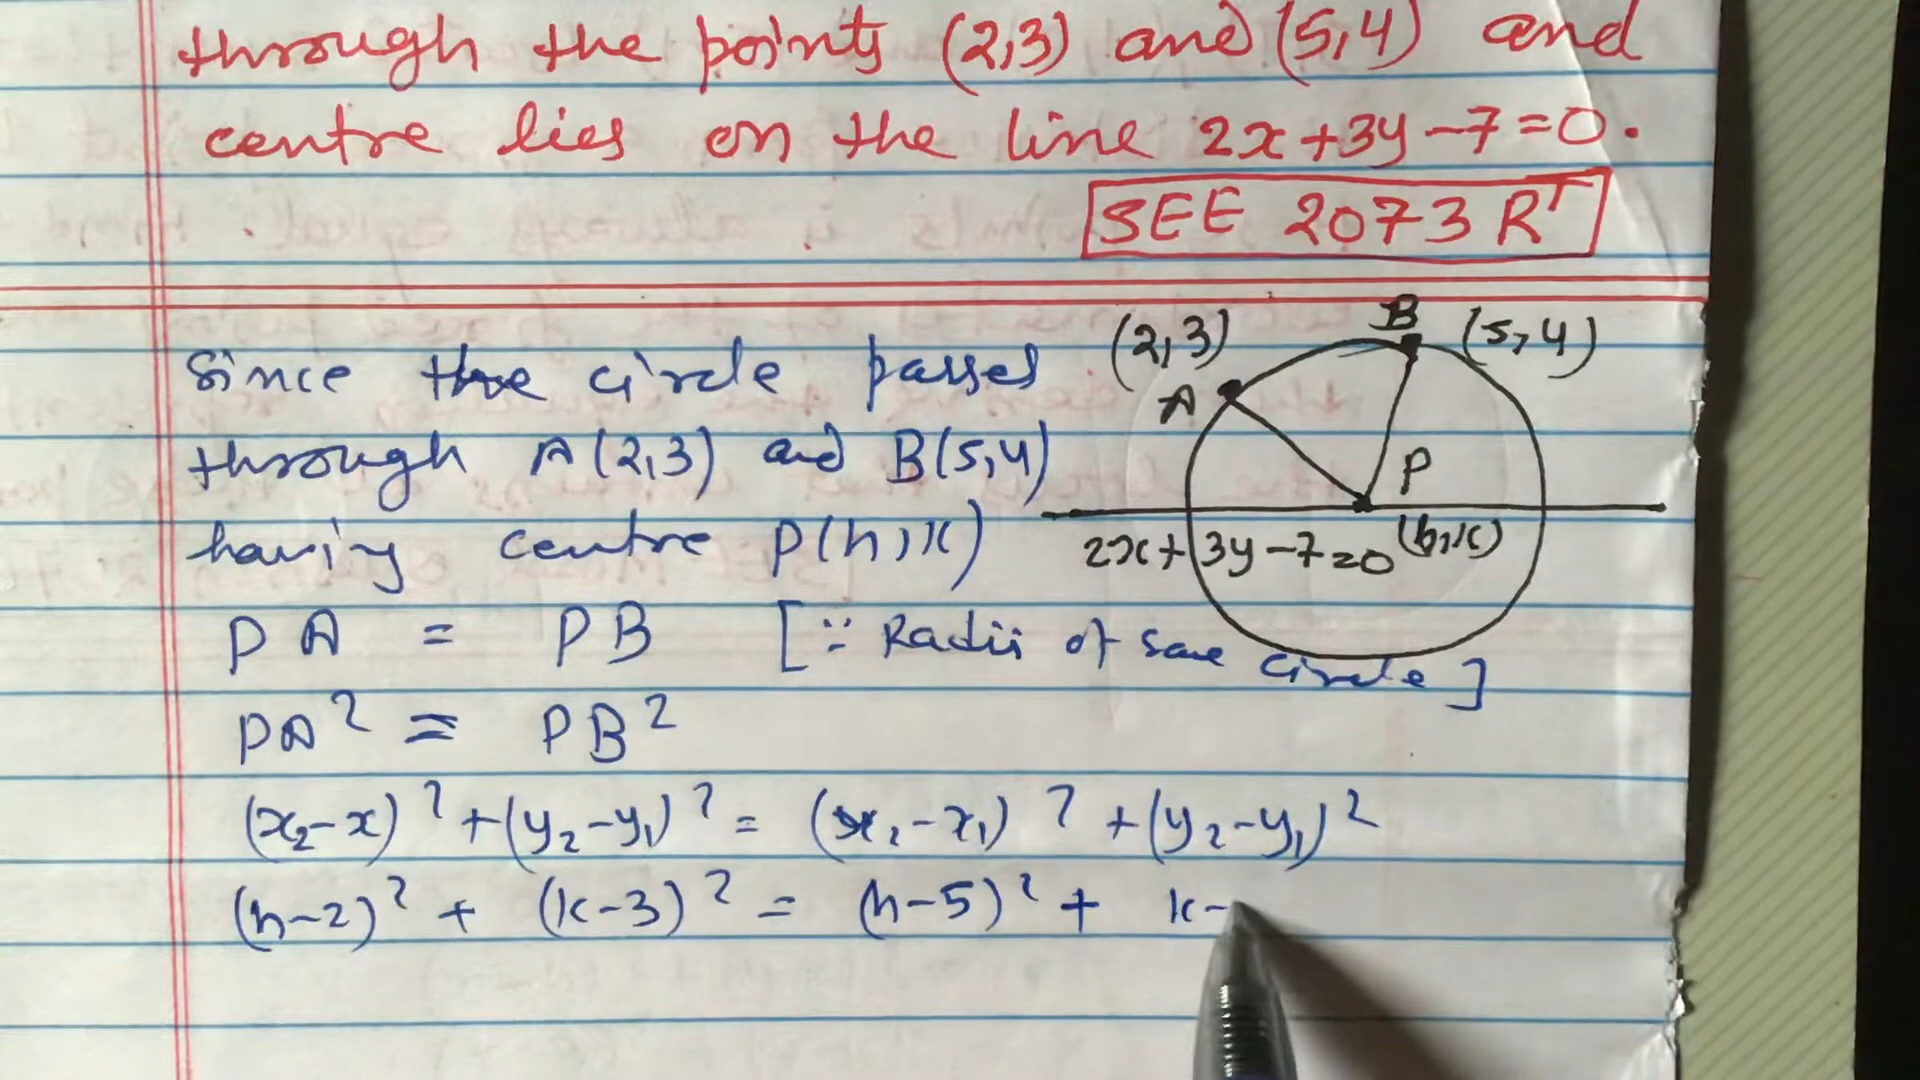 through the points (2,3) and (5,4) and
centre lies on the line 2x+3y-7=0.
SEE 2073 R'
Since the circle passes
through A(2,3) and B(5,4)
having centre P(h,k)
PA = PB [∵ Radii of same circle]
PA² = PB²
(x₂-x)² + (y₂-y₁)² = (x₂-x₁)² + (y₂-y₁)²
(h-2)² + (k-3)² = (h-5)² + k-
(2,3)
B
(5,4)
A
P
2x+3y-7=0
(h,k)